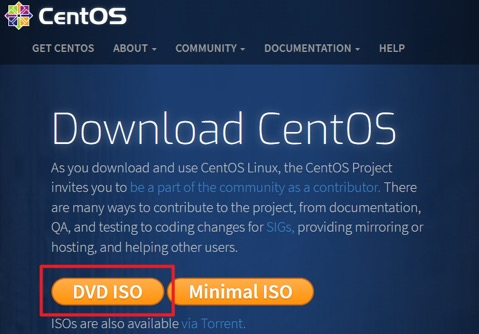 CentOS
GET CENTOS ABOUT COMMUNITY DOCUMENTATION HELP
Download CentOS
As you download and use CentOS Linux, the CentOS Project
invites you to be a part of the community as a contributor. There
are many ways to contribute to the project, from documentation,
QA, and testing to coding changes for SIGs, providing mirroring or
hosting, and helping other users.
DVD ISO Minimal ISO
ISOs are also available via Torrent.